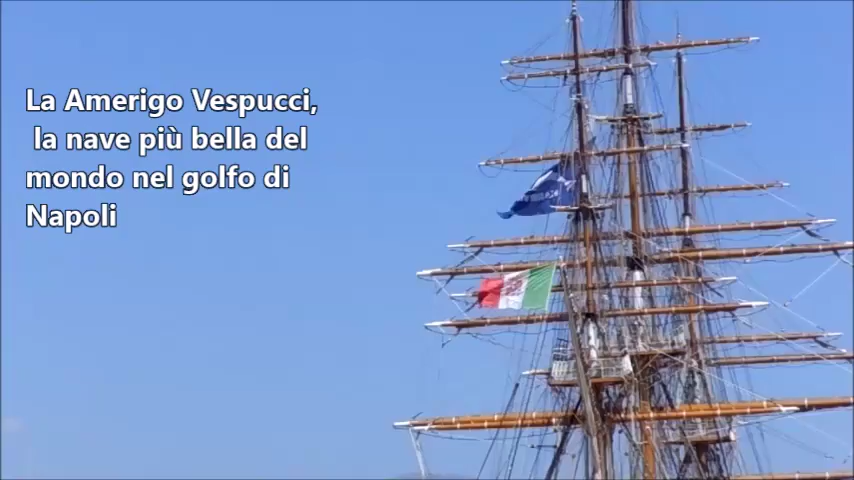 La Amerigo Vespucci,
la nave più bella del
mondo nel golfo di
Napoli